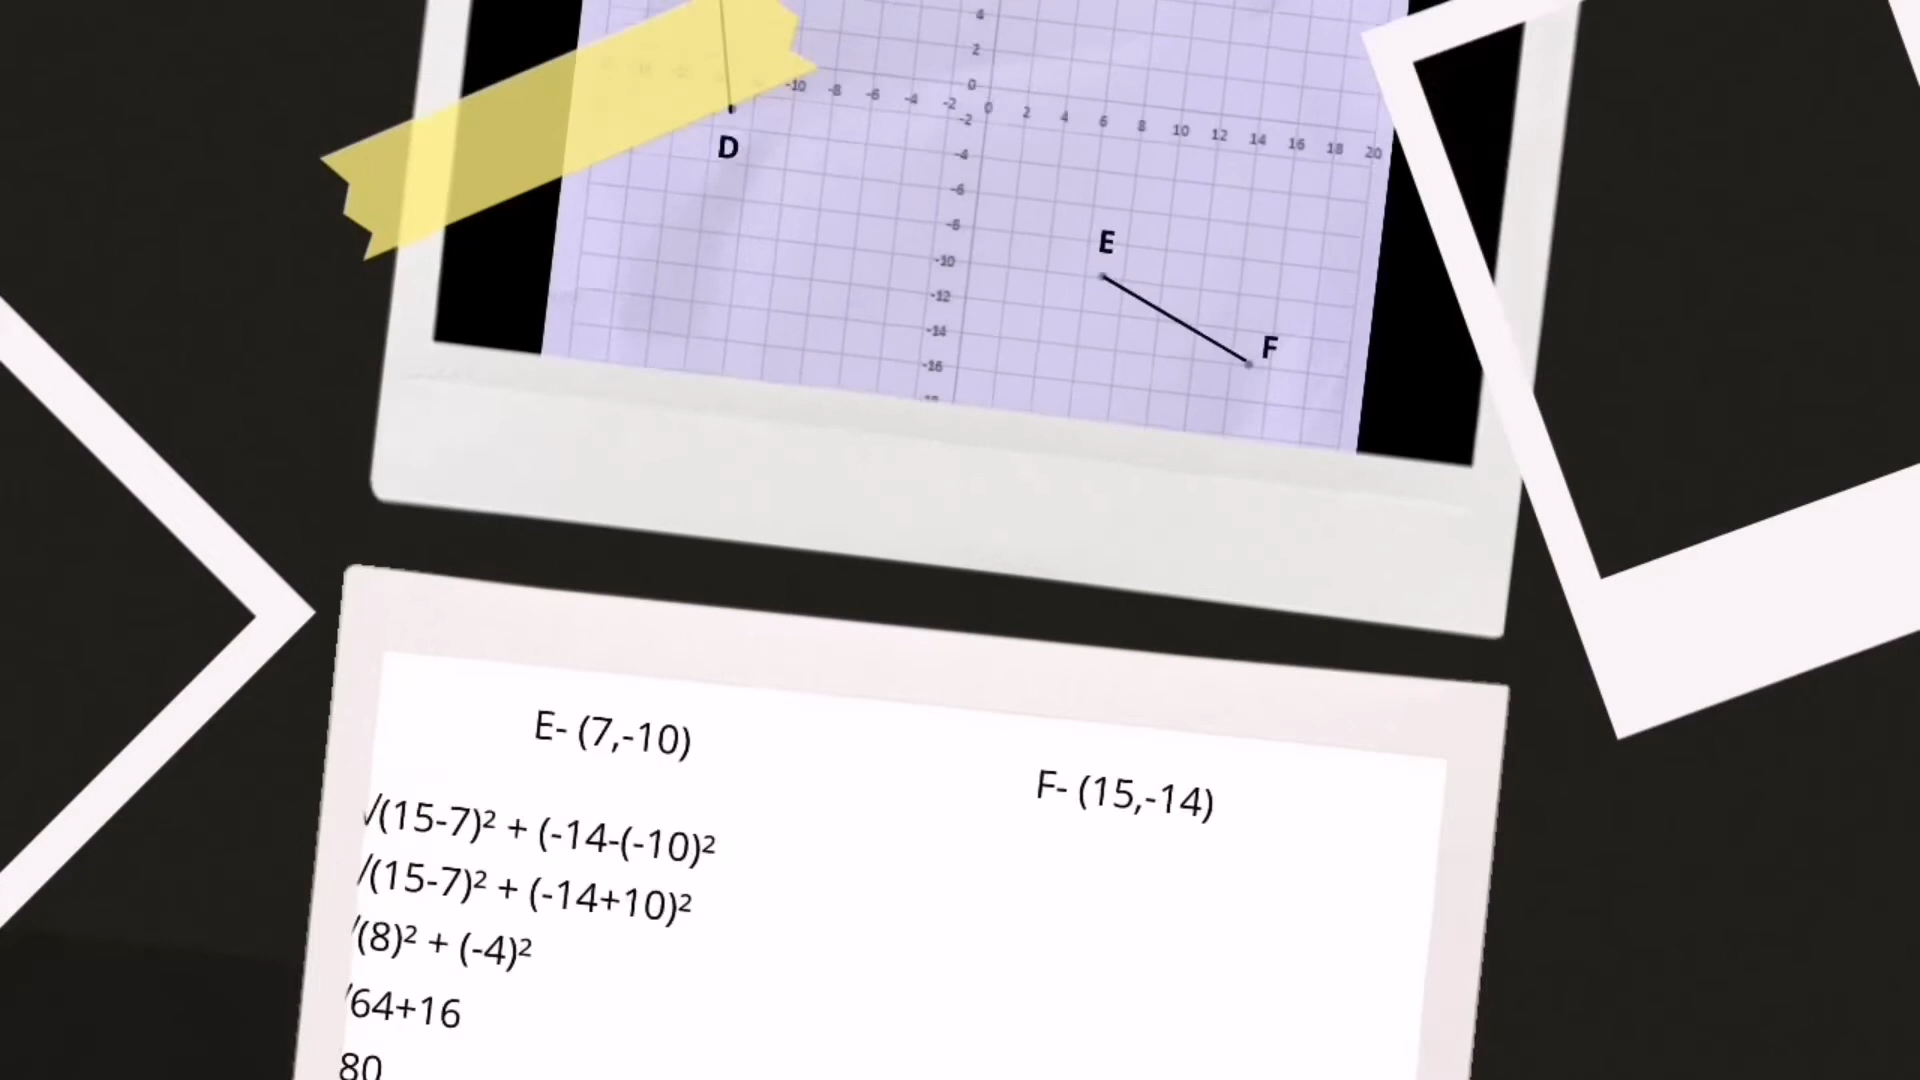 4
2
0
-10 -8 -6 -4 -2 0 2 4 6 8 10 12 14 16 18 20
-2
D
-4
-6
-8
E
-10
-12
-14
F
-16
E- (7,-10)
F- (15,-14)
√(15-7)² + (-14-(-10)²
√(15-7)² + (-14+10)²
√(8)² + (-4)²
√64+16
80